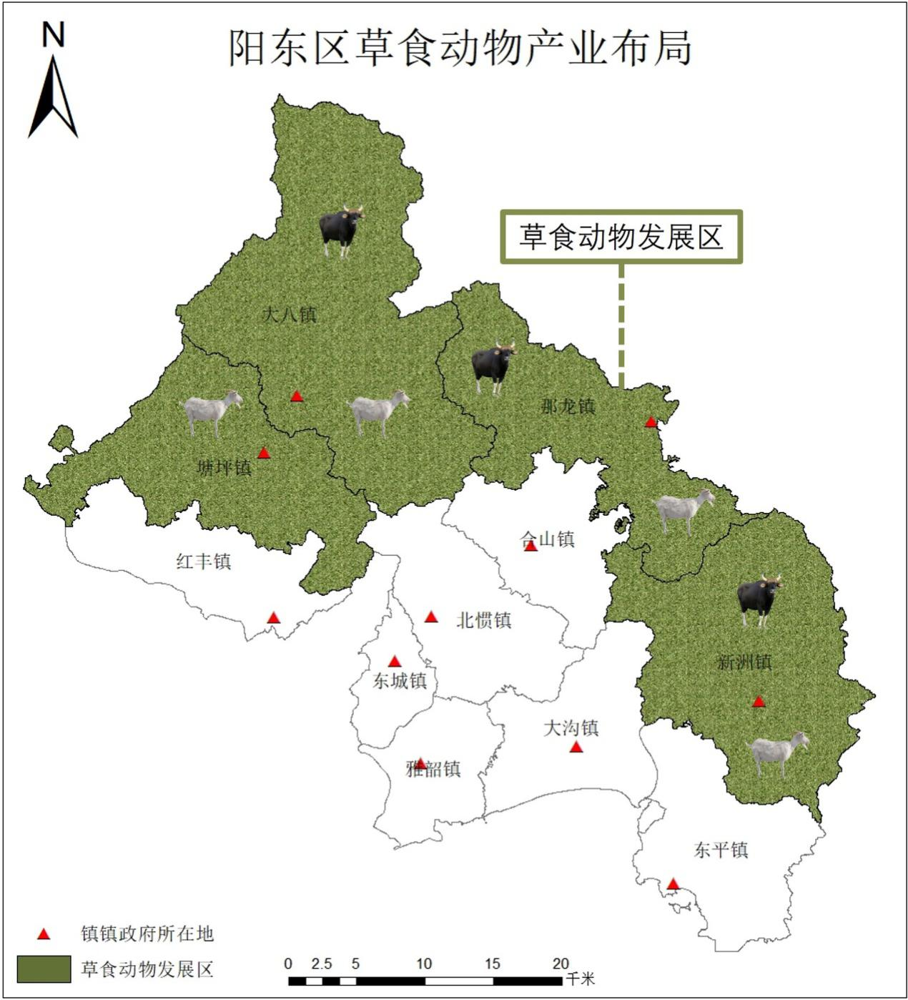 N
阳东区草食动物产业布局
草食动物发展区
大八镇
那龙镇
塘坪镇
合山镇
红丰镇
北惯镇
新洲镇
东城镇
大沟镇
雅韶镇
东平镇
镇镇政府所在地
草食动物发展区
0 2.5 5 10 15 20
千米